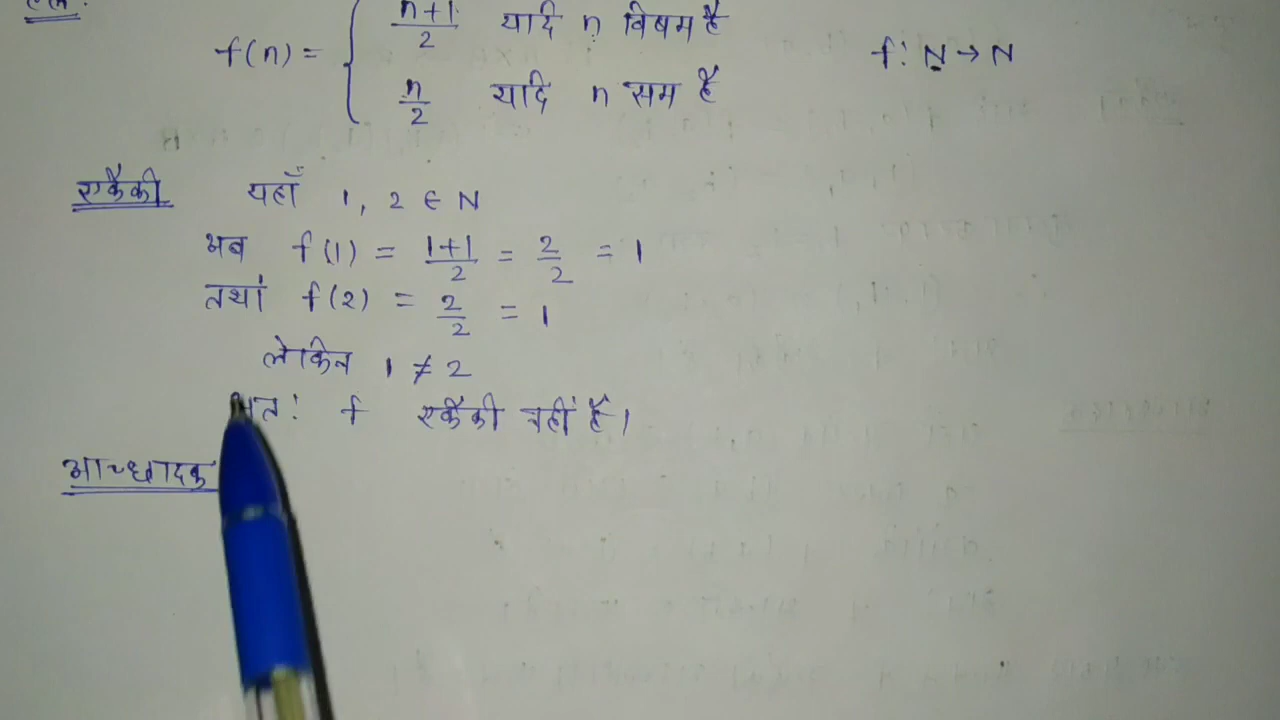 हल:
f(n) = { n+1/2 यदि n विषम है
n/2 यदि n सम है
f: N → N
एकैकी यहाँ 1, 2 ∈ N
अब f(1) = 1+1/2 = 2/2 = 1
तथा f(2) = 2/2 = 1
लेकिन 1 ≠ 2
अत: f एकैकी नहीं है।
आच्छादक